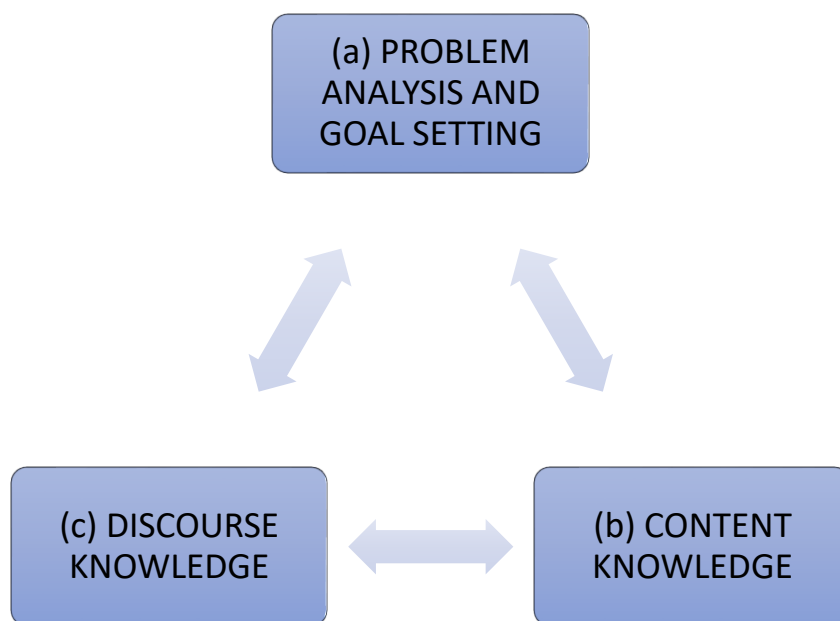 (a) PROBLEM
ANALYSIS AND
GOAL SETTING
(c) DISCOURSE
KNOWLEDGE
(b) CONTENT
KNOWLEDGE